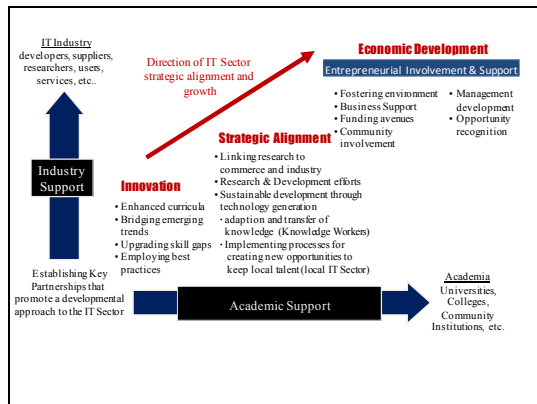 IT Industry
developers, suppliers,
researchers, users,
services, etc..
Direction of IT Sector
strategic alignment and
growth
Economic Development
Entrepreneurial Involvement & Support
• Fostering environment
• Business Support
• Funding avenues
• Community
involvement
• Management
development
• Opportunity
recognition
Strategic Alignment
• Linking research to
commerce and industry
• Research & Development efforts
• Sustainable development through
technology generation
· adaption and transfer of
knowledge (Knowledge Workers)
· Implementing processes for
creating new opportunities to
keep local talent (local IT Sector)
Industry
Support
Innovation
• Enhanced curricula
• Bridging emerging
trends
• Upgrading skill gaps
• Employing best
practices
Establishing Key
Partnerships that
promote a developmental
approach to the IT Sector
Academic Support
Academia
Universities,
Colleges,
Community
Institutions, etc.